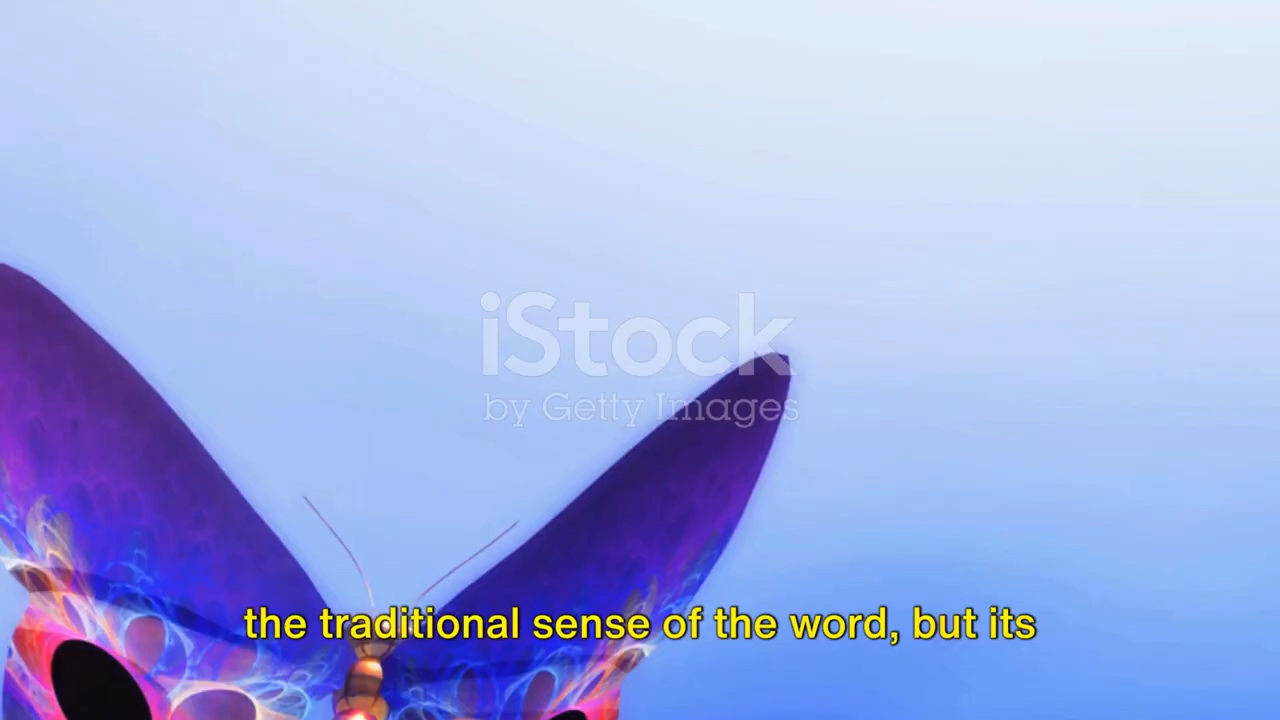 iStock
by Getty Images
the traditional sense of the word, but its